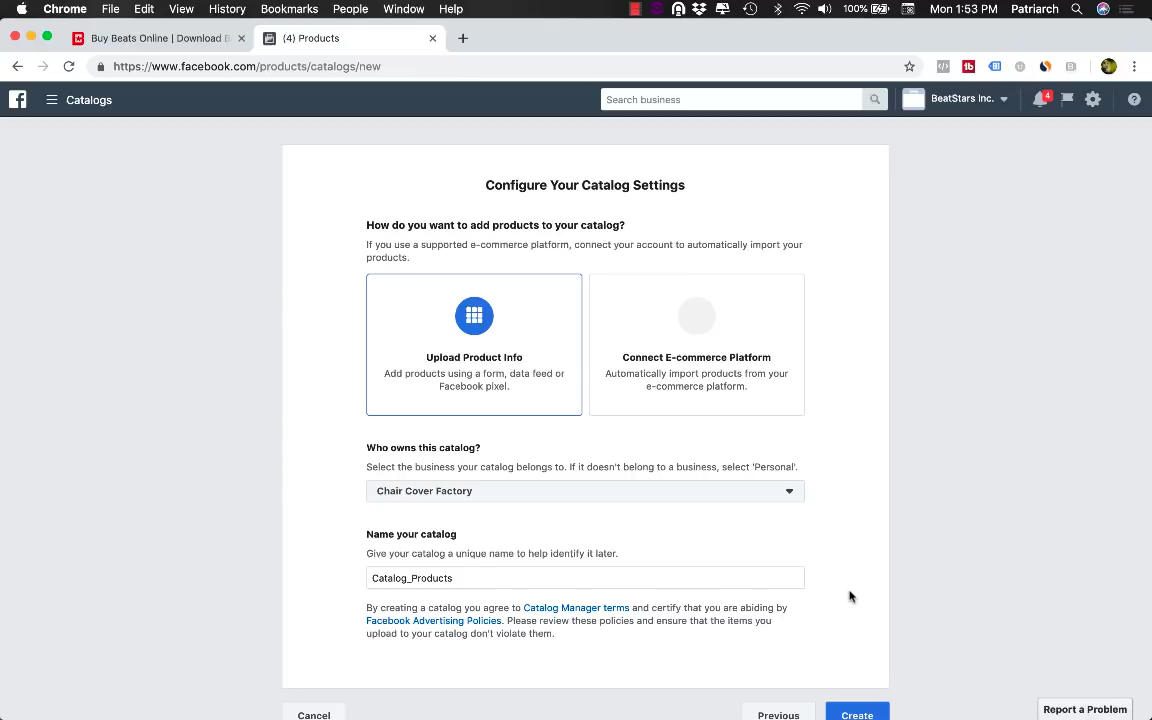 Chrome File Edit View History Bookmarks People Window Help 100% Mon 1:53 PM Patriarch
Buy Beats Online | Download B
(4) Products
https://www.facebook.com/products/catalogs/new
Catalogs
Search business
BeatStars Inc.
4
Configure Your Catalog Settings
How do you want to add products to your catalog?
If you use a supported e-commerce platform, connect your account to automatically import your
products.
Upload Product Info
Add products using a form, data feed or
Facebook pixel.
Connect E-commerce Platform
Automatically import products from your
e-commerce platform.
Who owns this catalog?
Select the business your catalog belongs to. If it doesn't belong to a business, select 'Personal'.
Chair Cover Factory
Name your catalog
Give your catalog a unique name to help identify it later.
Catalog_Products
By creating a catalog you agree to Catalog Manager terms and certify that you are abiding by
Facebook Advertising Policies. Please review these policies and ensure that the items you
upload to your catalog don't violate them.
Cancel
Previous
Create
Report a Problem